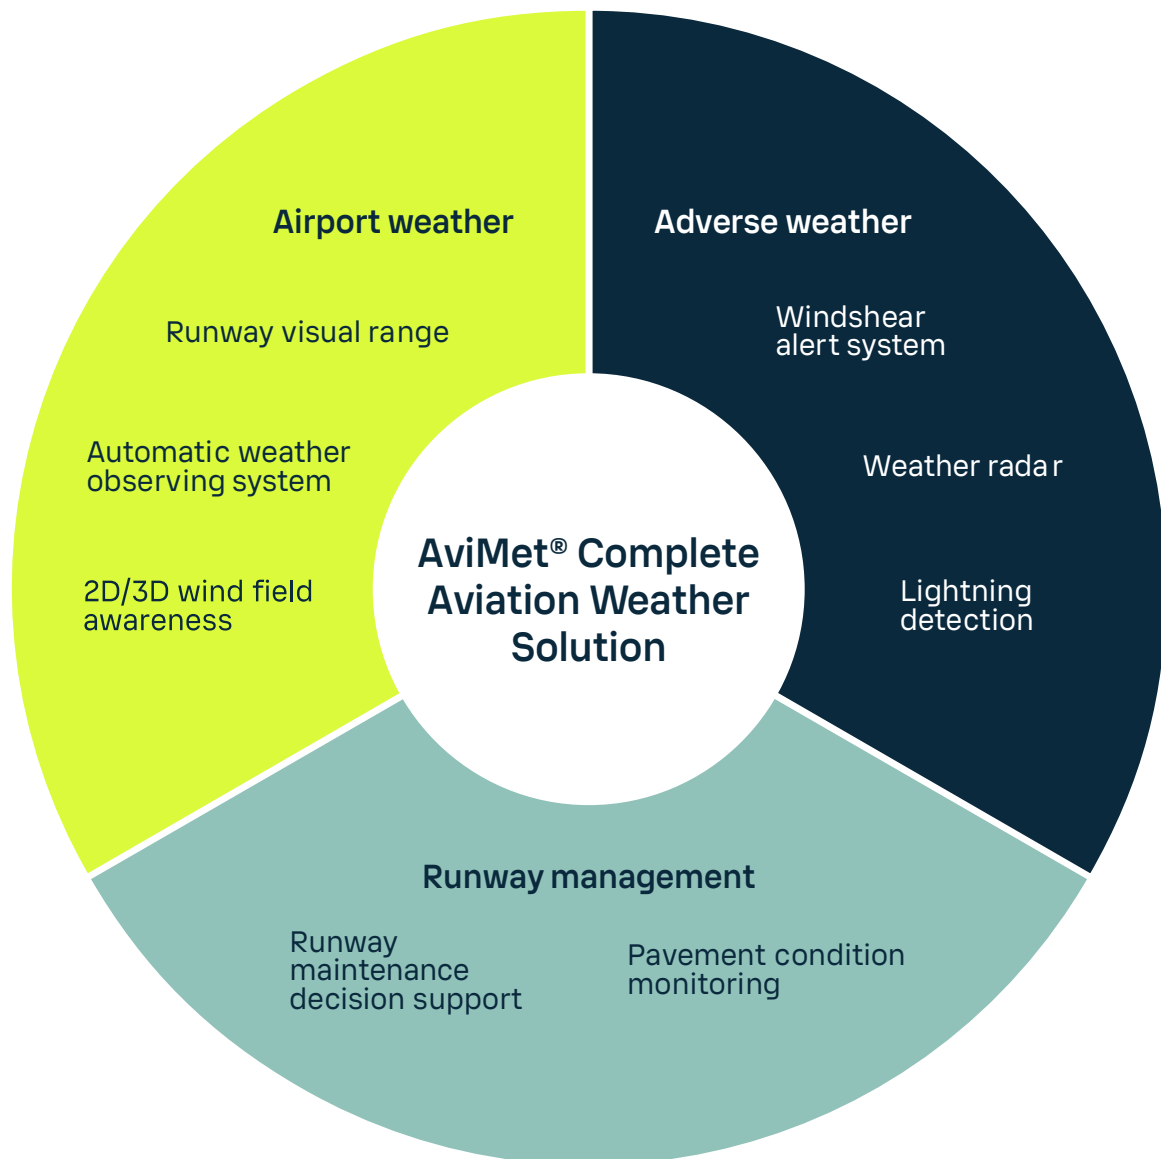 Airport weather
Runway visual range
Automatic weather
observing system
2D/3D wind field
awareness
Adverse weather
Windshear
alert system
Weather radar
Lightning
detection
AviMet® Complete
Aviation Weather
Solution
Runway management
Runway
maintenance
decision support
Pavement condition
monitoring